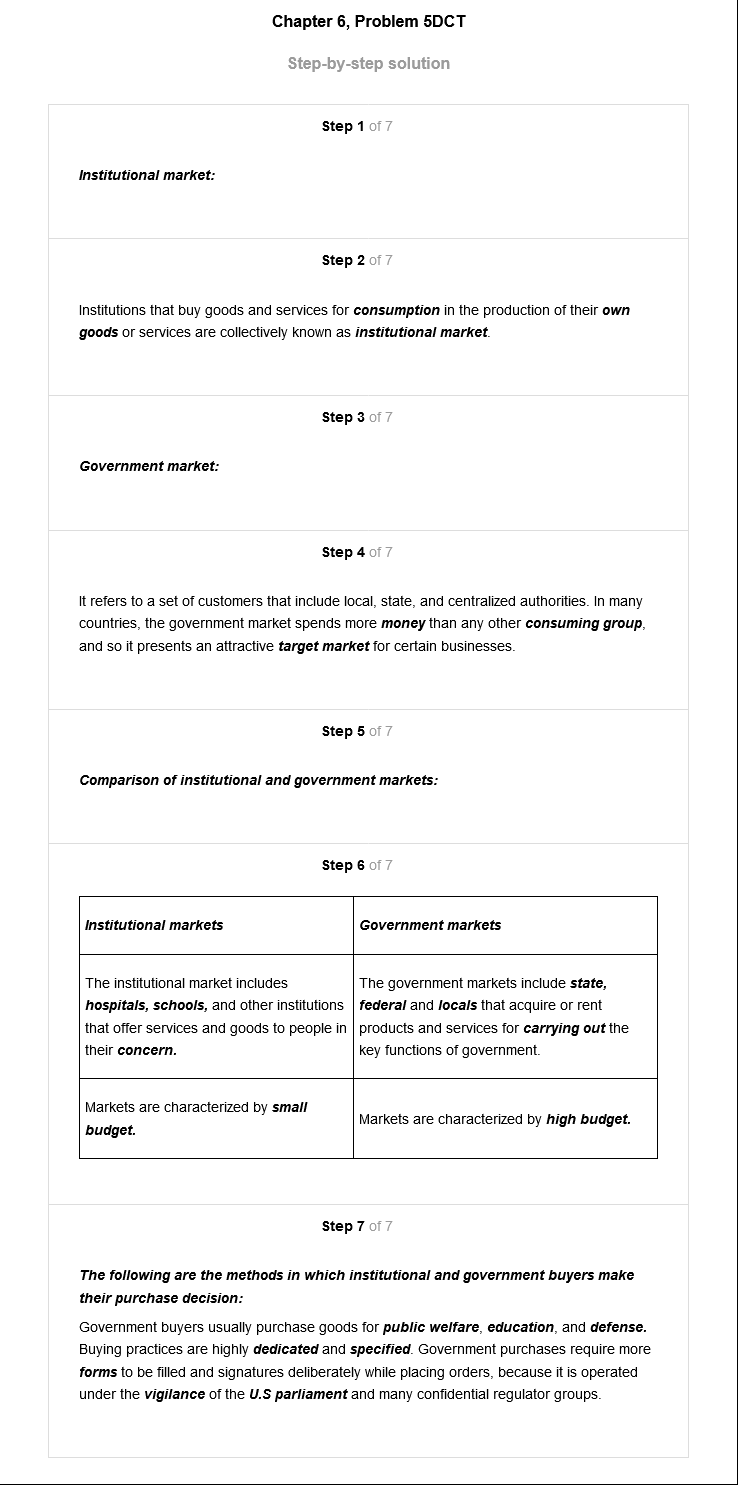 Chapter 6, Problem 5DCT
Step-by-step solution
Step 1 of 7
Institutional market:
Step 2 of 7
Institutions that buy goods and services for consumption in the production of their own
goods or services are collectively known as institutional market.
Step 3 of 7
Government market:
Step 4 of 7
It refers to a set of customers that include local, state, and centralized authorities. In many
countries, the government market spends more money than any other consuming group,
and so it presents an attractive target market for certain businesses.
Step 5 of 7
Comparison of institutional and government markets:
Step 6 of 7
Institutional markets
Government markets
The institutional market includes
hospitals, schools, and other institutions
that offer services and goods to people in
their concern.
The government markets include state,
federal and locals that acquire or rent
products and services for carrying out the
key functions of government.
Markets are characterized by small
budget.
Markets are characterized by high budget.
Step 7 of 7
The following are the methods in which institutional and government buyers make
their purchase decision:
Government buyers usually purchase goods for public welfare, education, and defense.
Buying practices are highly dedicated and specified. Government purchases require more
forms to be filled and signatures deliberately while placing orders, because it is operated
under the vigilance of the U.S parliament and many confidential regulator groups.